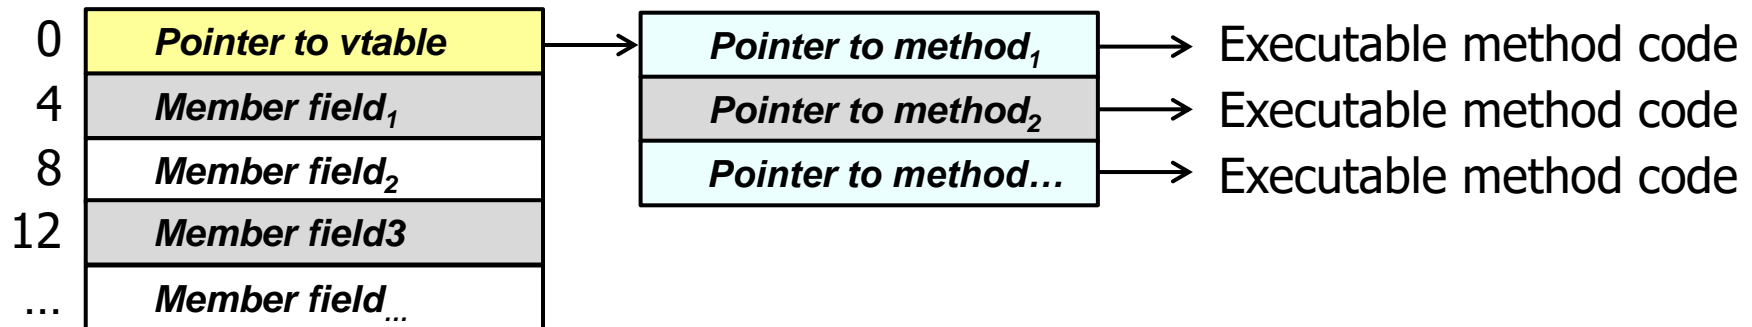 0 Pointer to vtable Pointer to method1 Executable method code
4 Member field1 Pointer to method2 Executable method code
8 Member field2 Pointer to method... Executable method code
12 Member field3
... Member field...